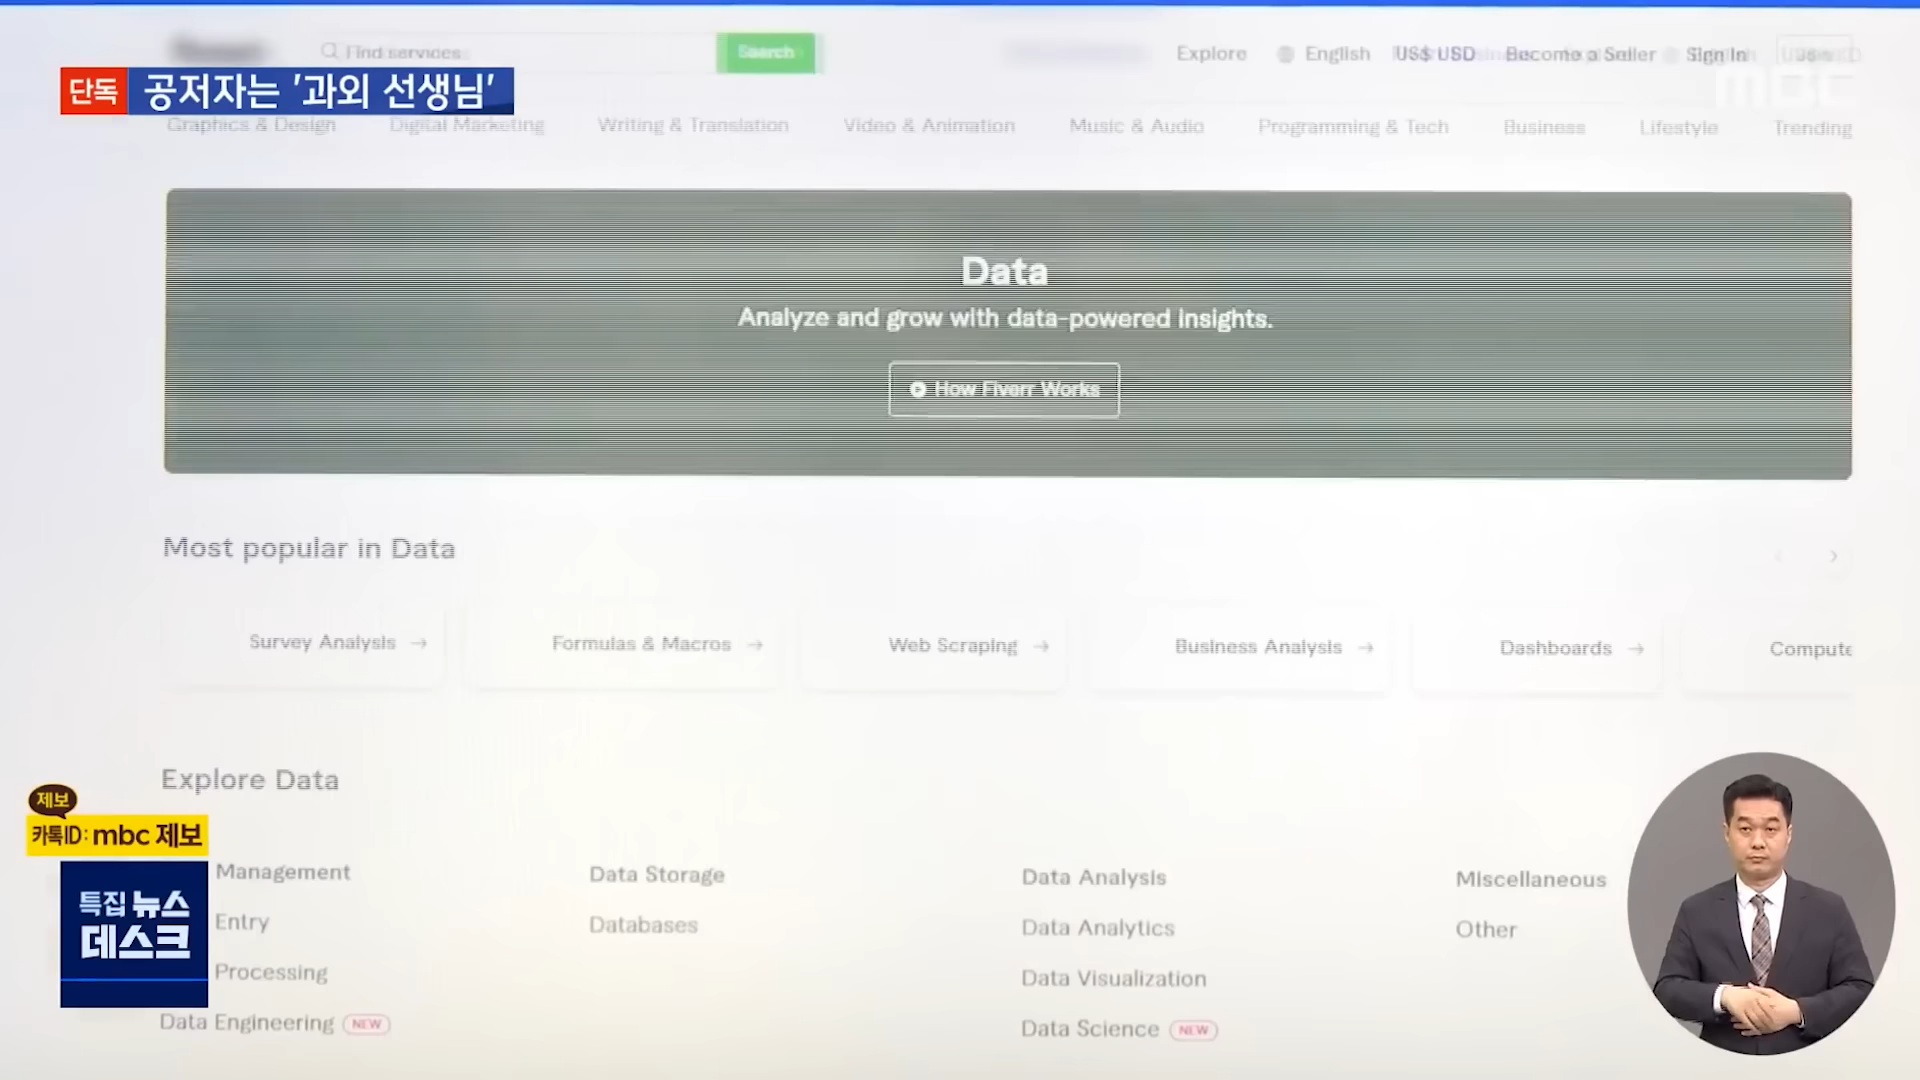 Find services
Search
Explore
English
US$ USD
Become a Seller
Sign In
mbc
단독
공저자는 '과외 선생님'
Graphics & Design
Digital Marketing
Writing & Translation
Video & Animation
Music & Audio
Programming & Tech
Business
Lifestyle
Trending
Data
Analyze and grow with data-powered insights.
How Fiverr Works
Most popular in Data
Survey Analysis →
Formulas & Macros →
Web Scraping →
Business Analysis →
Dashboards →
Compute
Explore Data
제보
카톡ID: mbc 제보
특집 뉴스
데스크
Management
Entry
Processing
Data Engineering NEW
Data Storage
Databases
Data Analysis
Data Analytics
Data Visualization
Data Science NEW
Miscellaneous
Other